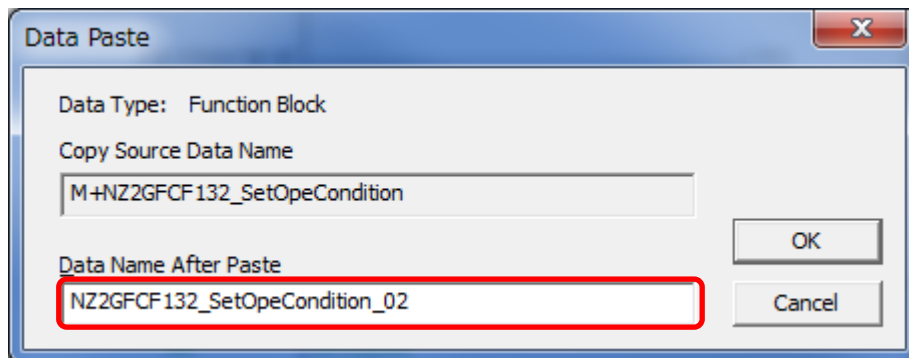 Data Paste
Data Type: Function Block
Copy Source Data Name
M+NZ2GFCF132_SetOpeCondition
OK
Data Name After Paste
NZ2GFCF132_SetOpeCondition_02
Cancel